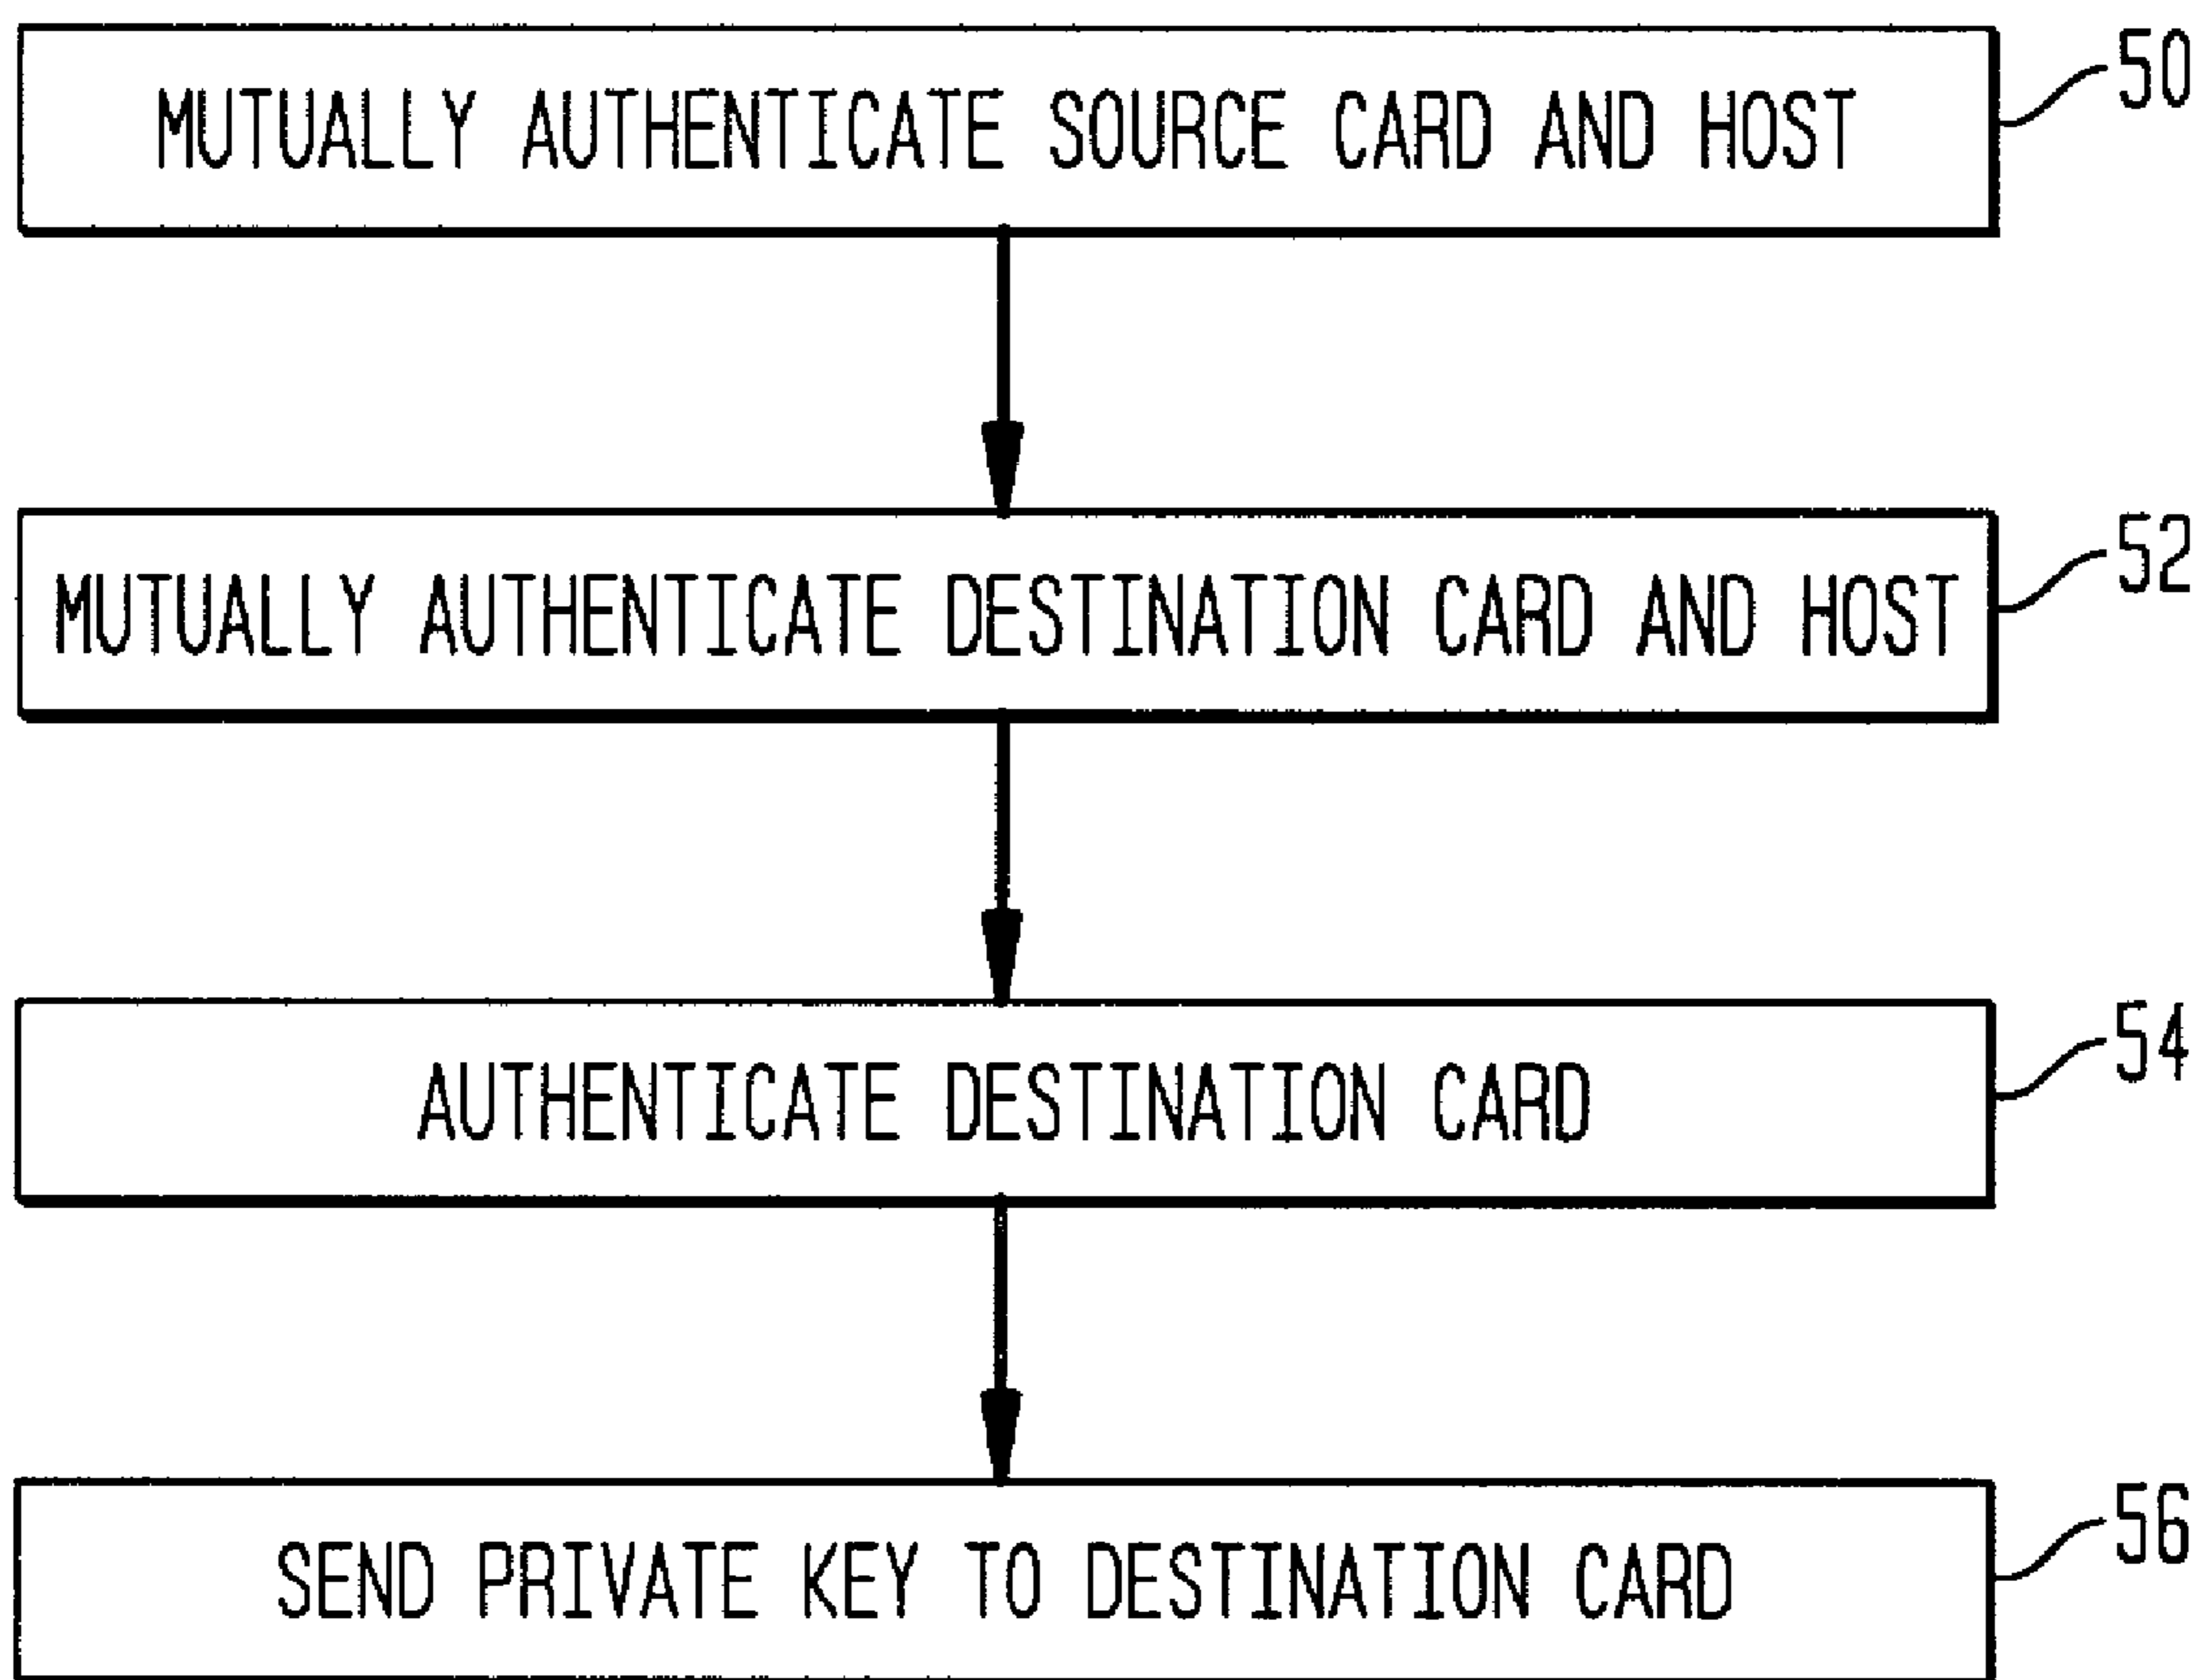 MUTUALLY AUTHENTICATE SOURCE CARD AND HOST
50
MUTUALLY AUTHENTICATE DESTINATION CARD AND HOST
52
AUTHENTICATE DESTINATION CARD
54
SEND PRIVATE KEY TO DESTINATION CARD
56